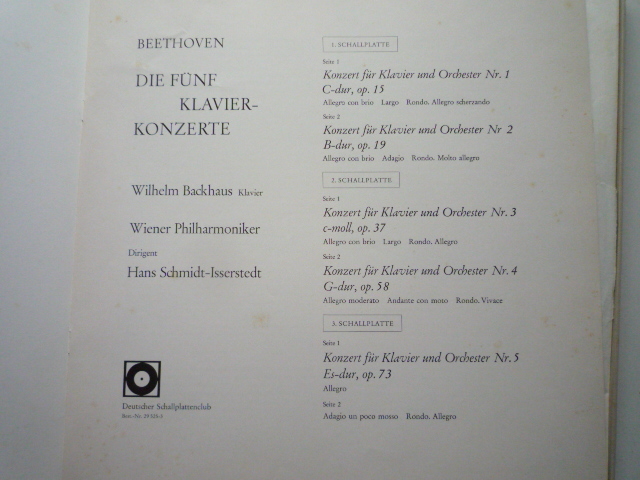 BEETHOVEN
DIE FÜNF
KLAVIER-
KONZERTE
Wilhelm Backhaus Klavier
Wiener Philharmoniker
Dirigent
Hans Schmidt-Isserstedt
Deutscher Schallplattenclub
1. SCHALLPLATTE
Seite 1
Konzert für Klavier und Orchester Nr. 1
C-dur, op. 15
Allegro con brio Largo Rondo. Allegro scherzando
Seite 2
Konzert für Klavier und Orchester Nr 2
B-dur, op. 19
Allegro con brio Adagio Rondo. Molto allegro
2. SCHALLPLATTE
Seite 1
Konzert für Klavier und Orchester Nr. 3
c-moll, op. 37
Allegro con brio Largo Rondo. Allegro
Seite 2
Konzert für Klavier und Orchester Nr. 4
G-dur, op. 58
Allegro moderato Andante con moto Rondo. Vivace
3. SCHALLPLATTE
Seite 1
Konzert für Klavier und Orchester Nr. 5
Es-dur, op. 73
Allegro
Seite 2
Adagio un poco mosso Rondo. Allegro